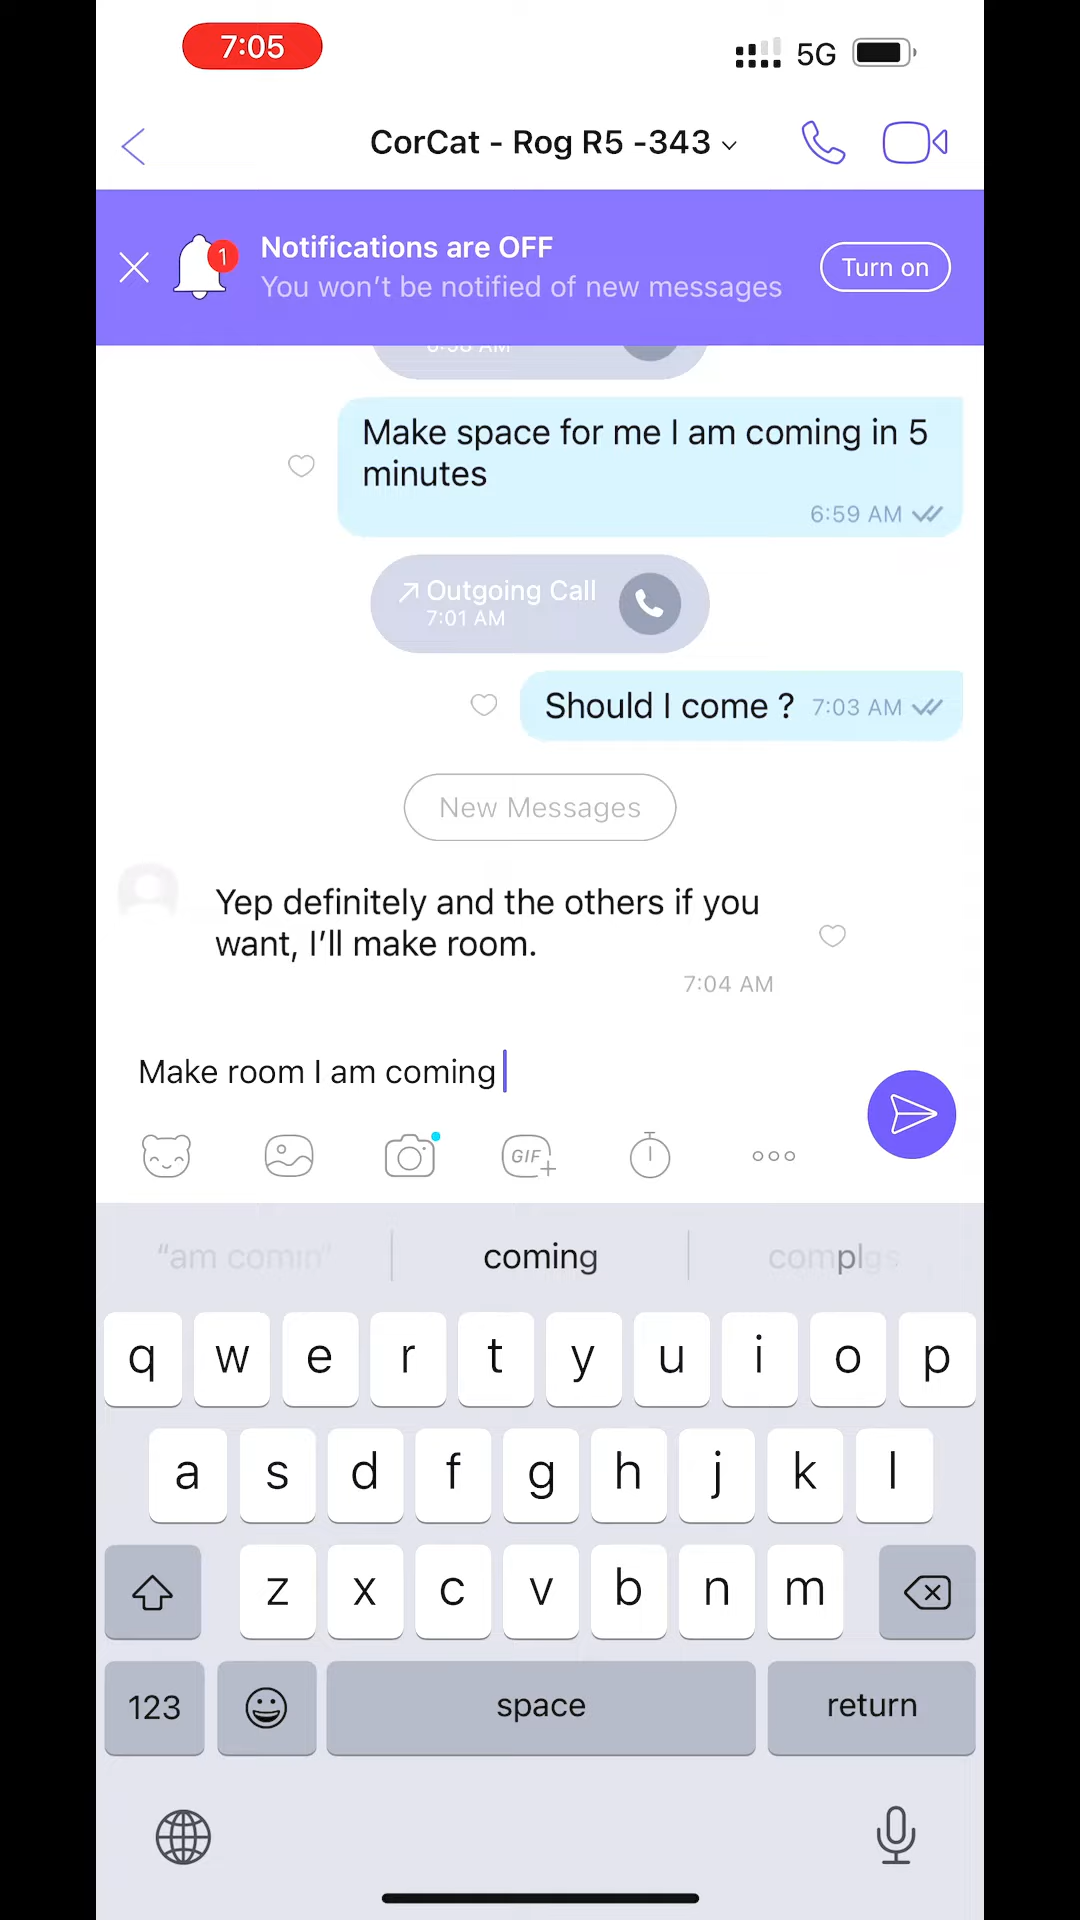 7:05
5G
CorCat - Rog R5 -343
1
Notifications are OFF
You won't be notified of new messages
Turn on
Make space for me I am coming in 5
minutes
6:59 AM
Outgoing Call
7:01 AM
Should I come ? 7:03 AM
New Messages
Yep definitely and the others if you
want, I'll make room.
7:04 AM
Make room I am coming
GIF
"am comin" coming
q w e r t y u i o p
a s d f g h j k l
z x c v b n m
123 space return